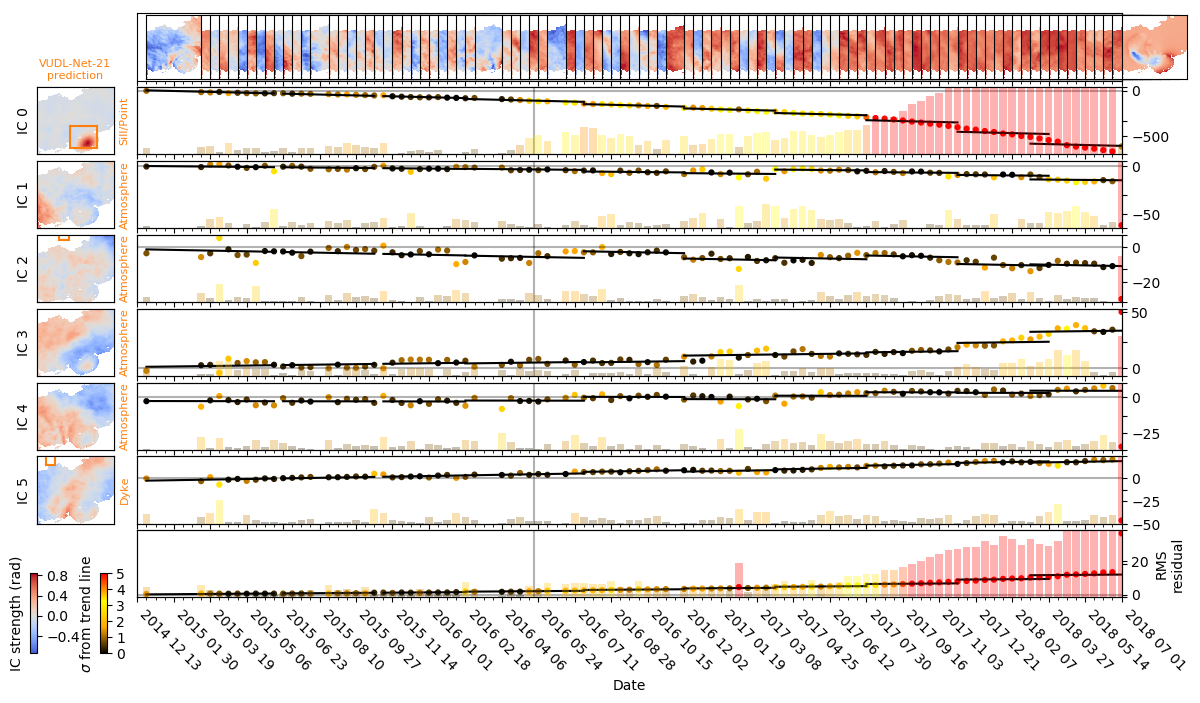 VUDL-Net-21
prediction
IC 0
Sill/Point
0
−500
IC 1
Atmosphere
0
−50
IC 2
Atmosphere
0
−20
IC 3
Atmosphere
50
0
IC 4
Atmosphere
0
−25
IC 5
Dyke
0
−25
−50
20
0
RMS
residual
IC strength (rad)
0.8
0.4
0.0
−0.4
σ from trend line
5
4
3
2
1
0
2014 12 13
2015 01 30
2015 03 19
2015 05 06
2015 06 23
2015 08 10
2015 09 27
2015 11 14
2016 01 01
2016 02 18
2016 04 06
2016 05 24
2016 07 11
2016 08 28
2016 10 15
2016 12 02
2017 01 19
2017 03 08
2017 04 25
2017 06 12
2017 07 30
2017 09 16
2017 11 03
2017 12 21
2018 02 07
2018 03 27
2018 05 14
2018 07 01
Date